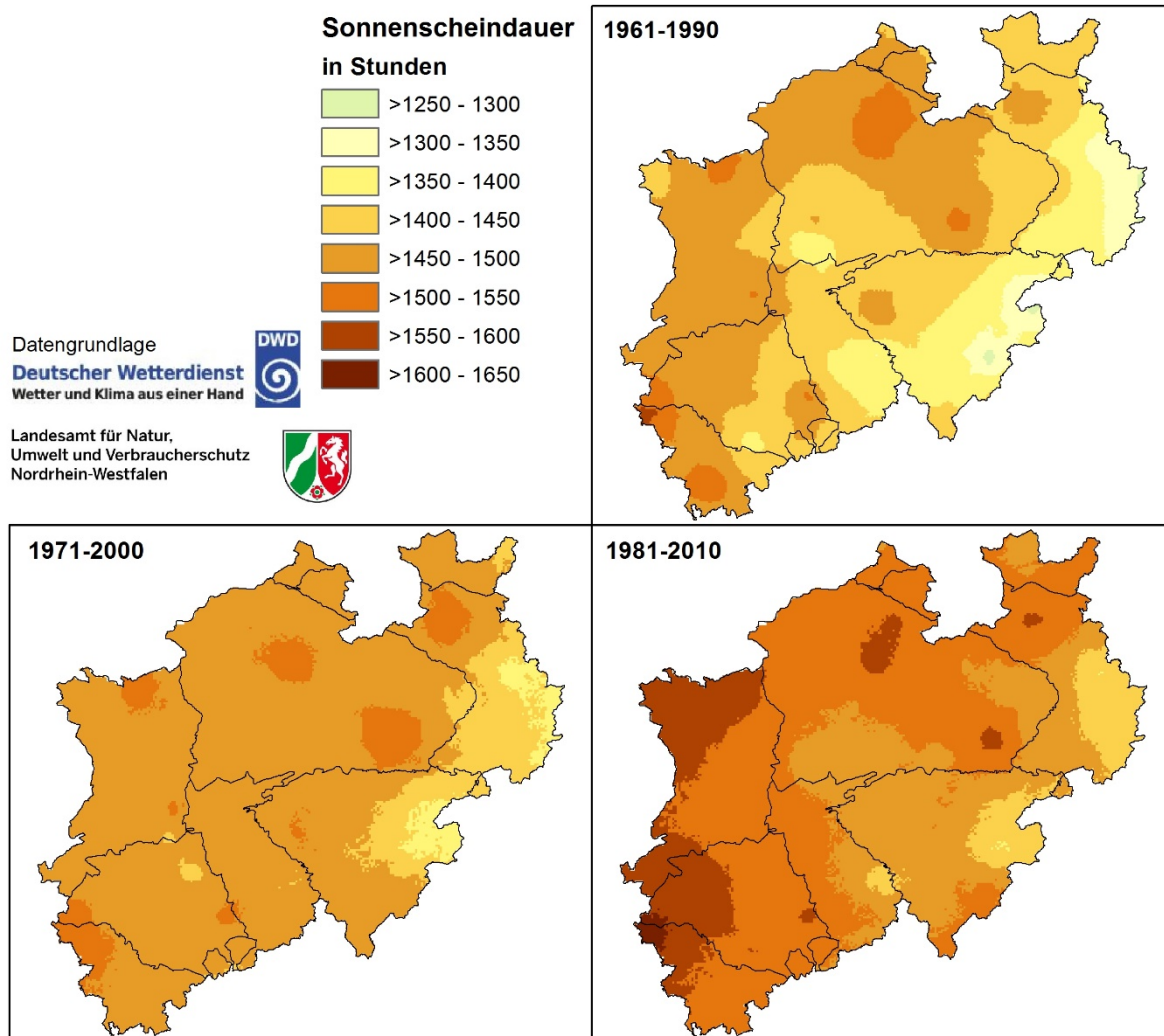 Sonnenscheindauer
in Stunden
>1250 - 1300
>1300 - 1350
>1350 - 1400
>1400 - 1450
>1450 - 1500
>1500 - 1550
>1550 - 1600
>1600 - 1650
Datengrundlage
Deutscher Wetterdienst
Wetter und Klima aus einer Hand
DWD
Landesamt für Natur,
Umwelt und Verbraucherschutz
Nordrhein-Westfalen
1961-1990
1971-2000
1981-2010